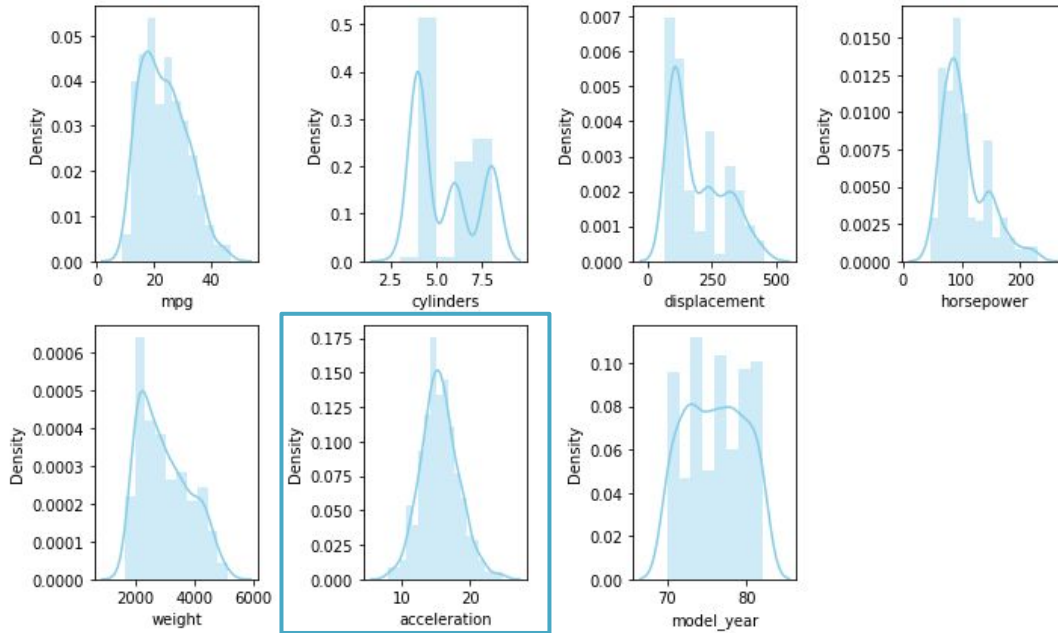 0.05
0.04
0.03
0.02
0.01
0.00
Density
0 20 40
mpg
0.5
0.4
0.3
0.2
0.1
0.0
Density
2.5 5.0 7.5
cylinders
0.007
0.006
0.005
0.004
0.003
0.002
0.001
0.000
Density
0 250 500
displacement
0.0150
0.0125
0.0100
0.0075
0.0050
0.0025
0.0000
Density
0 100 200
horsepower
0.0006
0.0005
0.0004
0.0003
0.0002
0.0001
0.0000
Density
2000 4000 6000
weight
0.175
0.150
0.125
0.100
0.075
0.050
0.025
0.000
Density
10 20
acceleration
0.10
0.08
0.06
0.04
0.02
0.00
Density
70 80
model_year